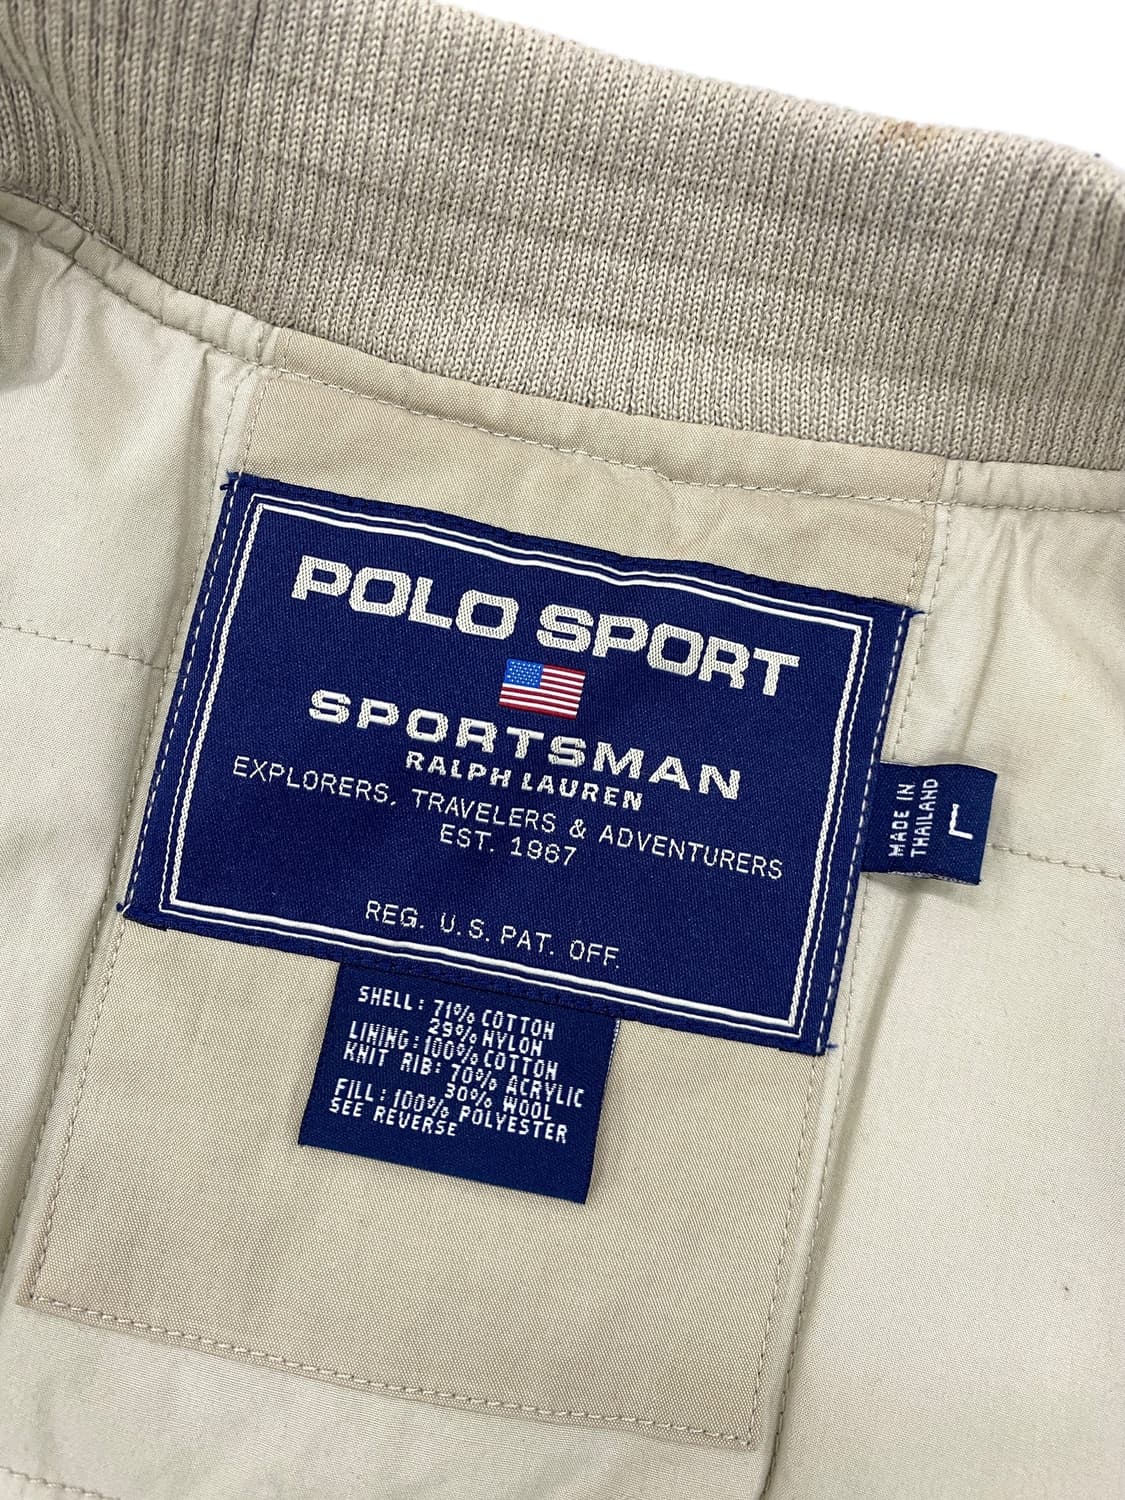 POLO SPORT
SPORTSMAN
RALPH LAUREN
EXPLORERS, TRAVELERS & ADVENTURERS
EST. 1967
REG. U.S. PAT. OFF.
MADE IN
THAILAND
L
SHELL: 71% COTTON
29% NYLON
LINING: 100% COTTON
KNIT RIB: 70% ACRYLIC
30% WOOL
FILL: 100% POLYESTER
SEE REVERSE